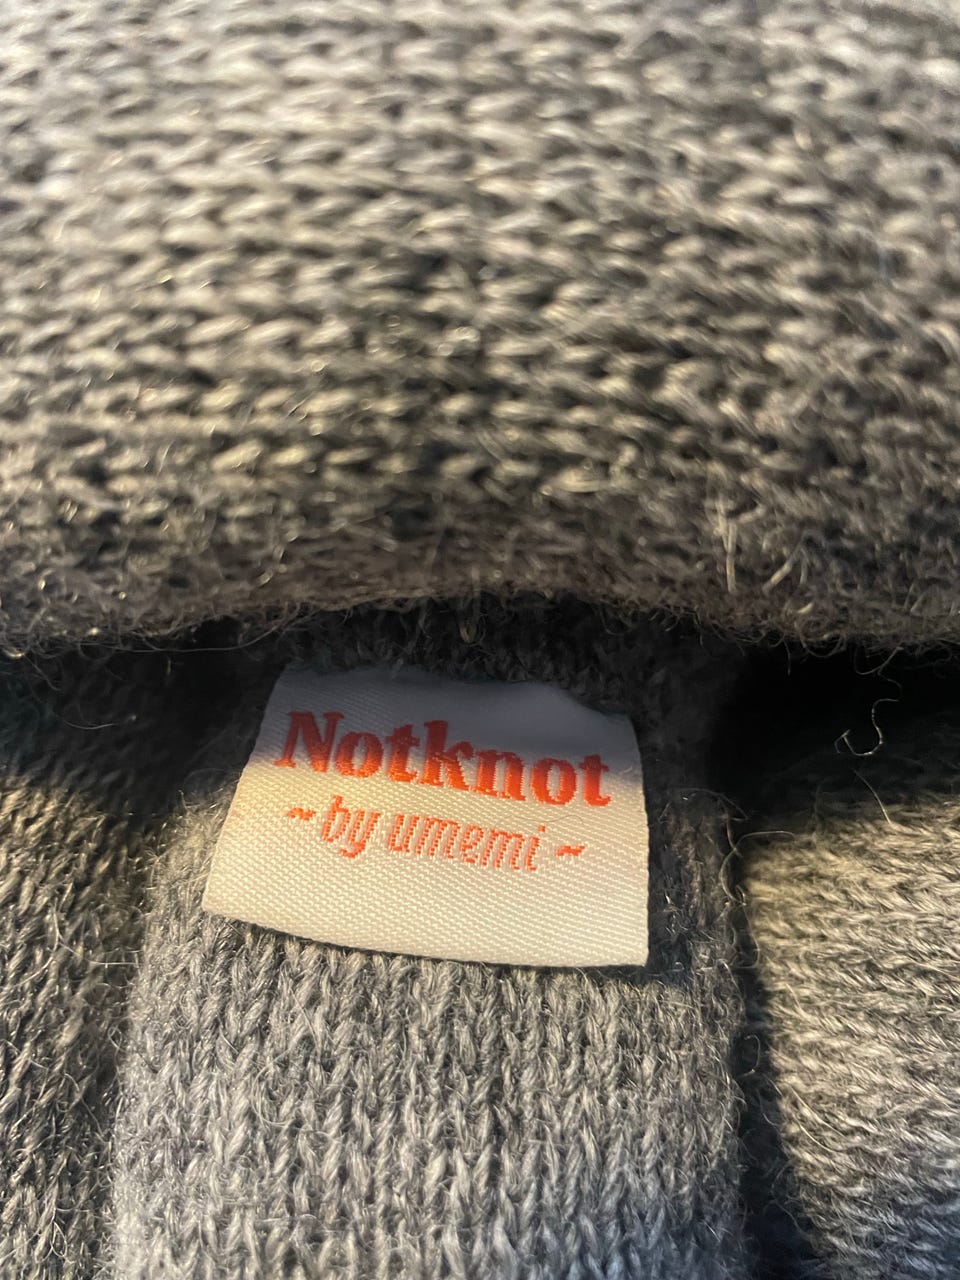 Notknot
~ by umemi ~